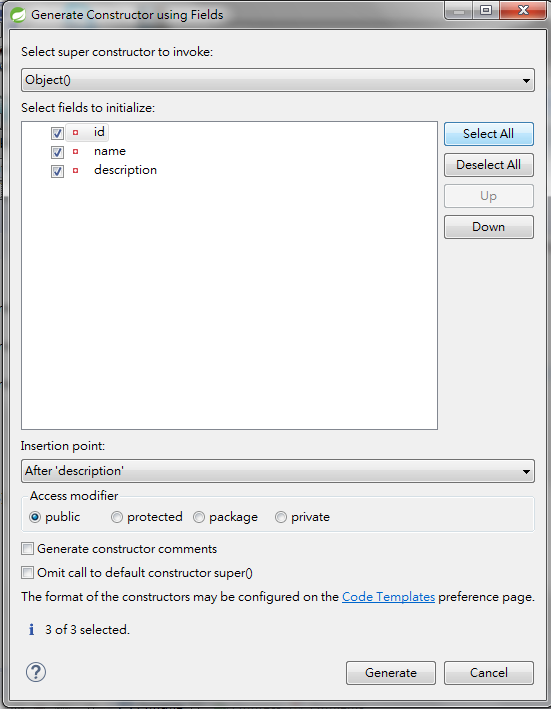 Generate Constructor using Fields
Select super constructor to invoke:
Object()
Select fields to initialize:
id
name
description
Select All
Deselect All
Up
Down
Insertion point:
After 'description'
Access modifier
public protected package private
Generate constructor comments
Omit call to default constructor super()
The format of the constructors may be configured on the Code Templates preference page.
i 3 of 3 selected.
? Generate Cancel